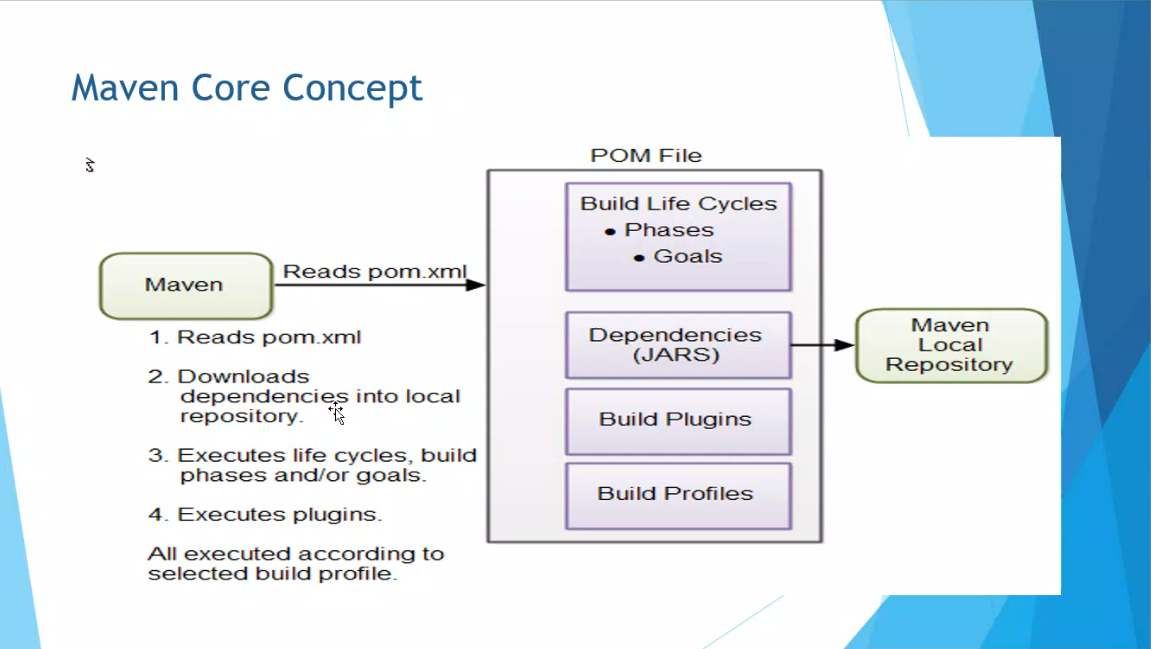 Maven Core Concept
POM File
Build Life Cycles
• Phases
• Goals
Maven
Reads pom.xml
1. Reads pom.xml
2. Downloads
dependencies into local
repository.
3. Executes life cycles, build
phases and/or goals.
4. Executes plugins.
All executed according to
selected build profile.
Dependencies
(JARS)
Build Plugins
Build Profiles
Maven
Local
Repository